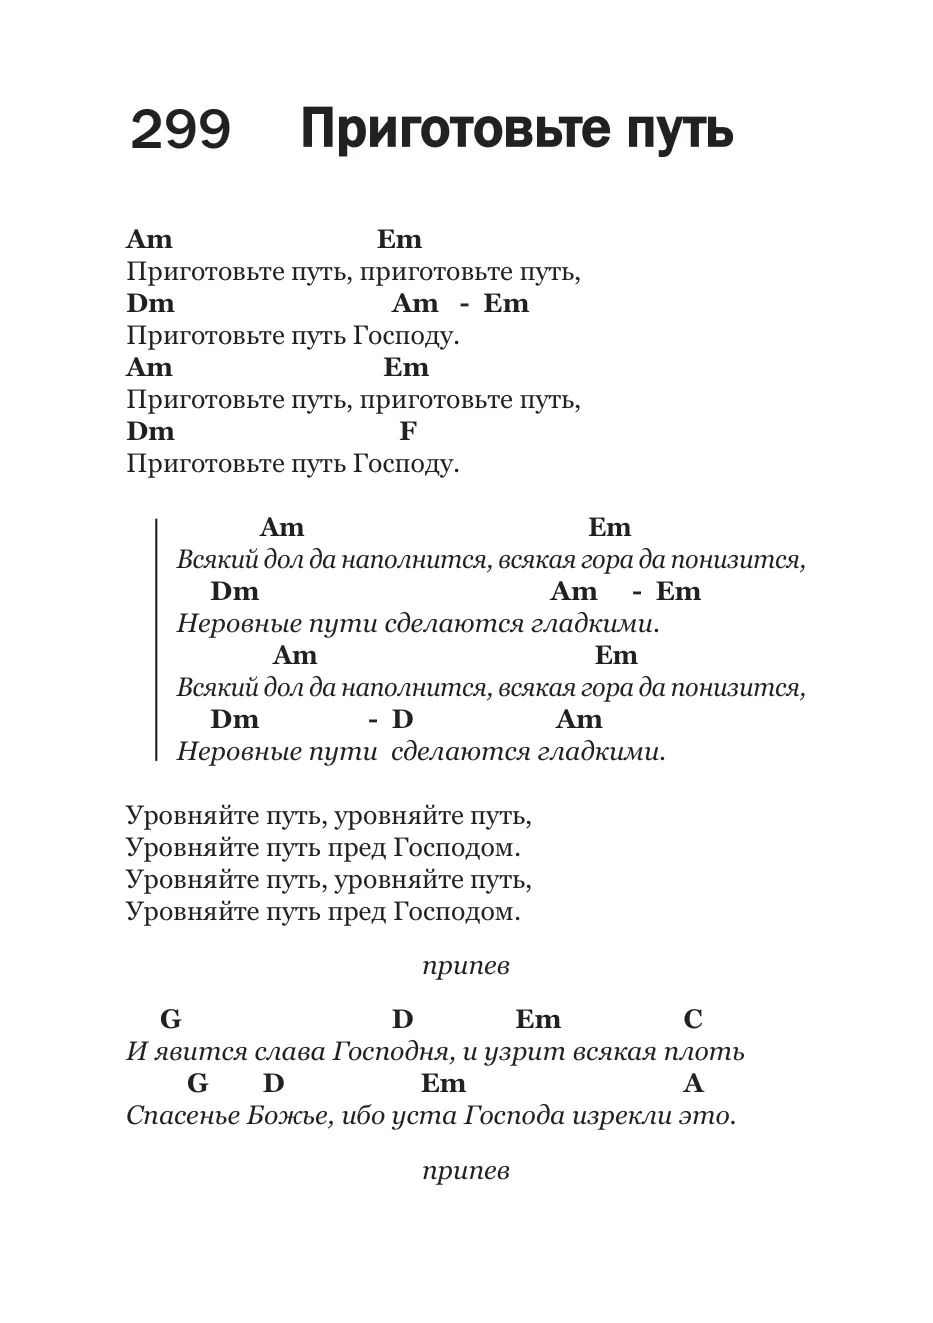 299 Приготовьте путь
Am Em
Приготовьте путь, приготовьте путь,
Dm Am - Em
Приготовьте путь Господу.
Am Em
Приготовьте путь, приготовьте путь,
Dm F
Приготовьте путь Господу.
Am Em
Всякий дол да наполнится, всякая гора да понизится,
Dm Am - Em
Неровные пути сделаются гладкими.
Am Em
Всякий дол да наполнится, всякая гора да понизится,
Dm - D Am
Неровные пути сделаются гладкими.
Уровняйте путь, уровняйте путь,
Уровняйте путь пред Господом.
Уровняйте путь, уровняйте путь,
Уровняйте путь пред Господом.
припев
G D Em C
И явится слава Господня, и узрит всякая плоть
G D Em A
Спасенье Божье, ибо уста Господа изрекли это.
припев